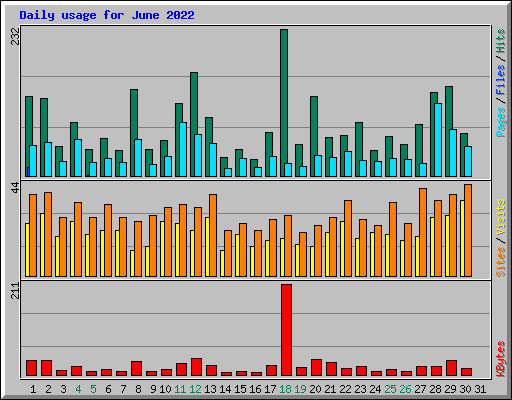 Daily usage for June 2022
232
Pages / Files / Hits
44
Sites / Visits
211
KBytes
1 2 3 4 5 6 7 8 9 10 11 12 13 14 15 16 17 18 19 20 21 22 23 24 25 26 27 28 29 30 31